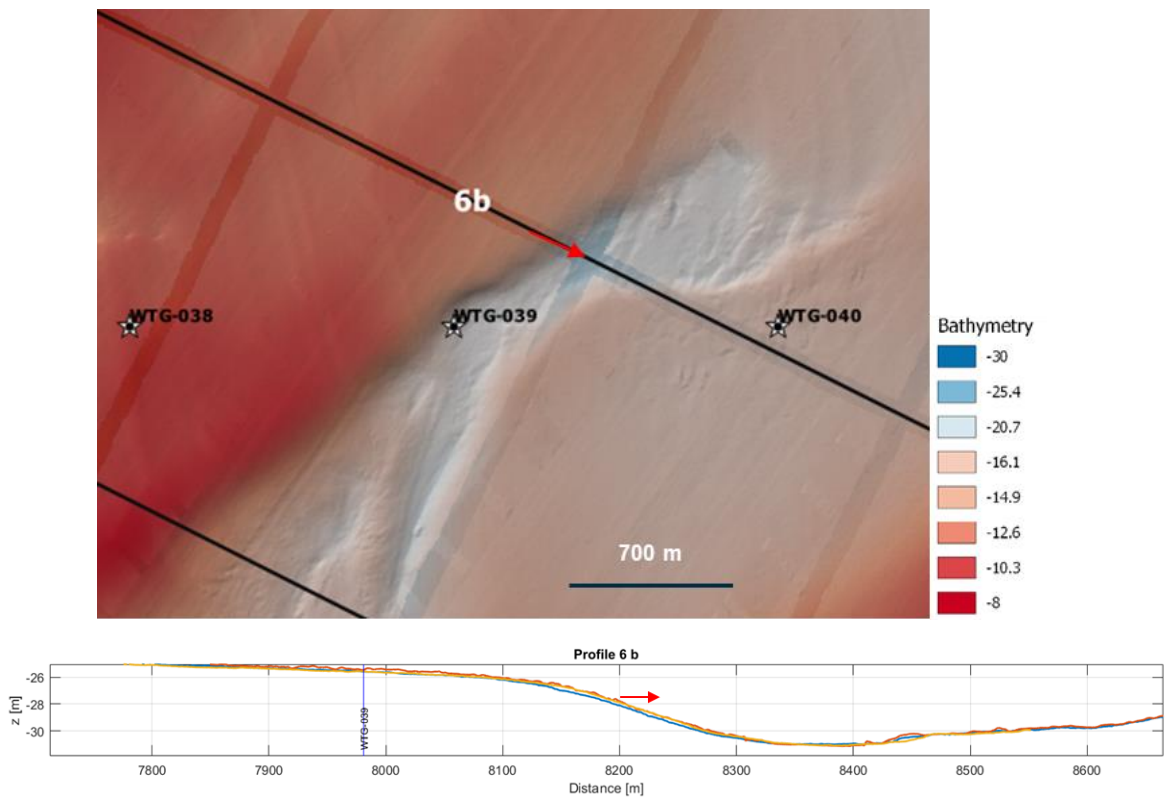 6b
WTG-038
WTG-039
WTG-040
700 m
Bathymetry
-30
-25.4
-20.7
-16.1
-14.9
-12.6
-10.3
-8
Profile 6 b
z [m]
-26
-28
-30
WTG-039
7800 7900 8000 8100 8200 8300 8400 8500 8600
Distance [m]